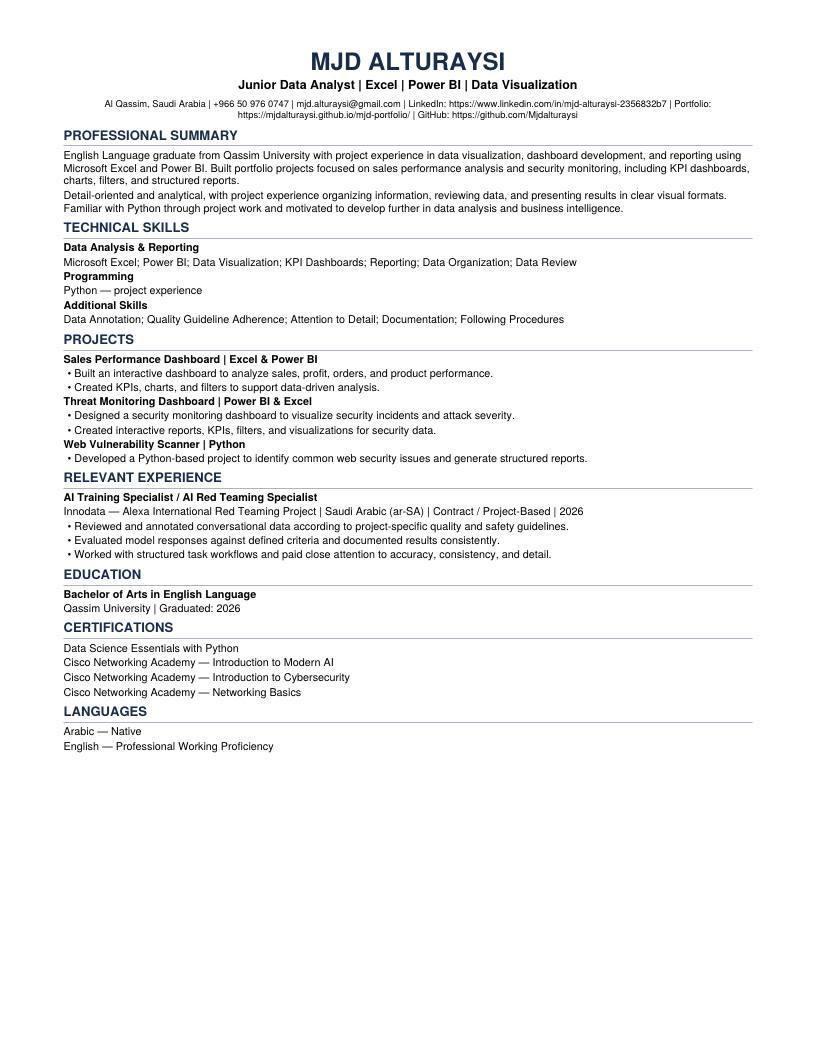 MJD ALTURAYSI
Junior Data Analyst | Excel | Power BI | Data Visualization
Al Qassim, Saudi Arabia | +966 50 976 0747 | mjd.alturaysi@gmail.com | LinkedIn: https://www.linkedin.com/in/mjd-alturaysi-2356832b7 | Portfolio:
https://mjdalturaysi.github.io/mjd-portfolio/ | GitHub: https://github.com/Mjdalturaysi
PROFESSIONAL SUMMARY
English Language graduate from Qassim University with project experience in data visualization, dashboard development, and reporting using
Microsoft Excel and Power BI. Built portfolio projects focused on sales performance analysis and security monitoring, including KPI dashboards,
charts, filters, and structured reports.
Detail-oriented and analytical, with project experience organizing information, reviewing data, and presenting results in clear visual formats.
Familiar with Python through project work and motivated to develop further in data analysis and business intelligence.
TECHNICAL SKILLS
Data Analysis & Reporting
Microsoft Excel; Power BI; Data Visualization; KPI Dashboards; Reporting; Data Organization; Data Review
Programming
Python — project experience
Additional Skills
Data Annotation; Quality Guideline Adherence; Attention to Detail; Documentation; Following Procedures
PROJECTS
Sales Performance Dashboard | Excel & Power BI
• Built an interactive dashboard to analyze sales, profit, orders, and product performance.
• Created KPIs, charts, and filters to support data-driven analysis.
Threat Monitoring Dashboard | Power BI & Excel
• Designed a security monitoring dashboard to visualize security incidents and attack severity.
• Created interactive reports, KPIs, filters, and visualizations for security data.
Web Vulnerability Scanner | Python
• Developed a Python-based project to identify common web security issues and generate structured reports.
RELEVANT EXPERIENCE
AI Training Specialist / AI Red Teaming Specialist
Innodata — Alexa International Red Teaming Project | Saudi Arabic (ar-SA) | Contract / Project-Based | 2026
• Reviewed and annotated conversational data according to project-specific quality and safety guidelines.
• Evaluated model responses against defined criteria and documented results consistently.
• Worked with structured task workflows and paid close attention to accuracy, consistency, and detail.
EDUCATION
Bachelor of Arts in English Language
Qassim University | Graduated: 2026
CERTIFICATIONS
Data Science Essentials with Python
Cisco Networking Academy — Introduction to Modern AI
Cisco Networking Academy — Introduction to Cybersecurity
Cisco Networking Academy — Networking Basics
LANGUAGES
Arabic — Native
English — Professional Working Proficiency